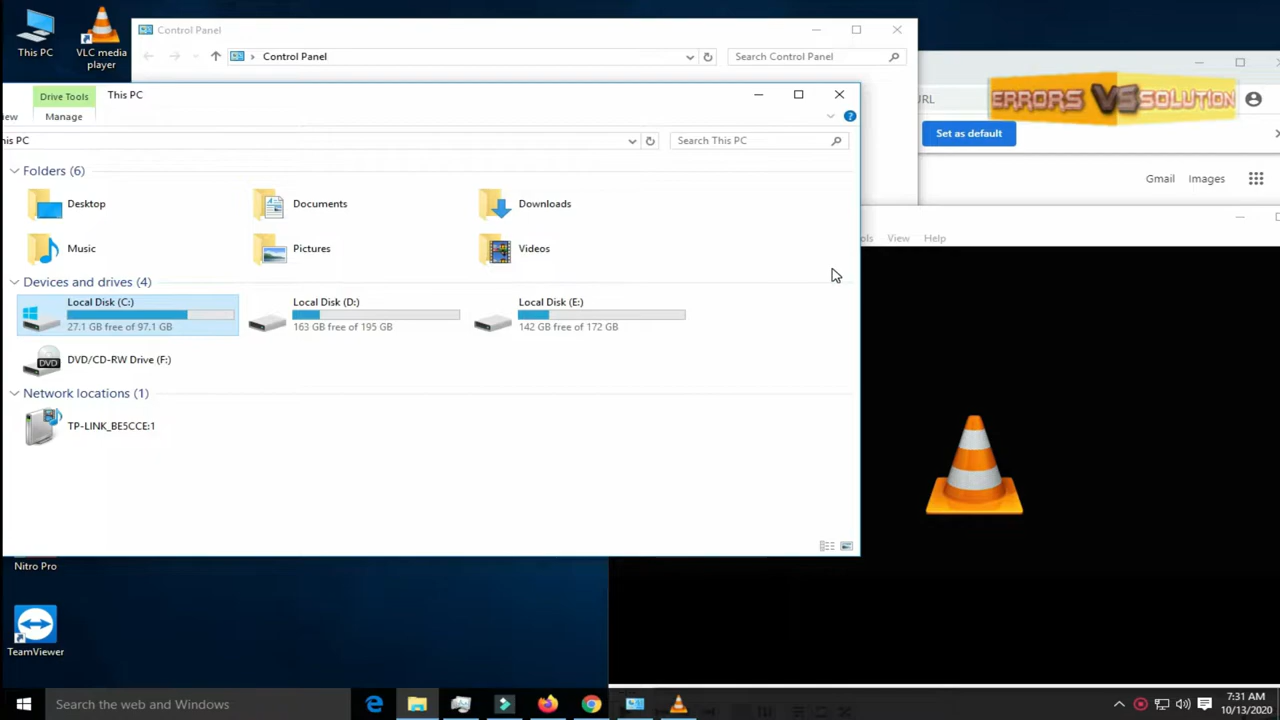 This PC
VLC media
player
Control Panel
Control Panel
Search Control Panel
URL
ERRORS VS SOLUTION
Set as default
Gmail
Images
Drive Tools
This PC
Manage
his PC
Search This PC
Folders (6)
Desktop
Documents
Downloads
Music
Pictures
Videos
View
Help
Devices and drives (4)
Local Disk (C:)
27.1 GB free of 97.1 GB
Local Disk (D:)
163 GB free of 195 GB
Local Disk (E:)
142 GB free of 172 GB
DVD
DVD/CD-RW Drive (F:)
Network locations (1)
TP-LINK_BE5CCE:1
Nitro Pro
TeamViewer
Search the web and Windows
7:31 AM
10/13/2020